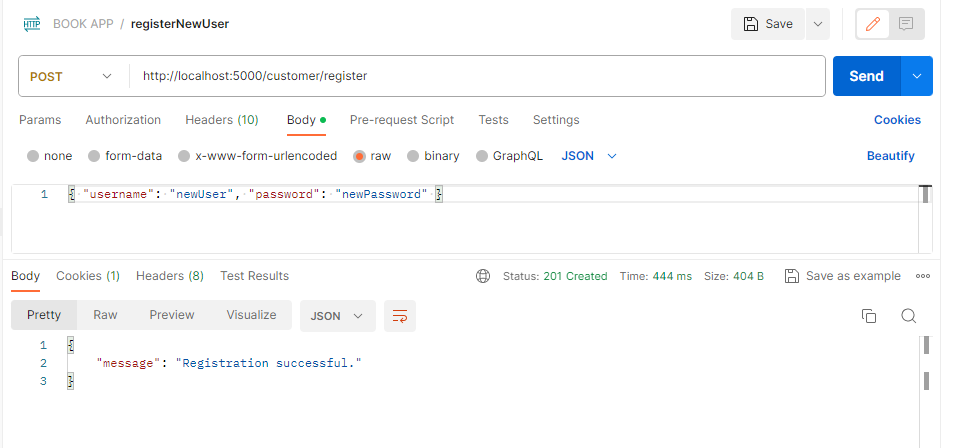 HTTP BOOK APP / registerNewUser Save
POST http://localhost:5000/customer/register Send
Params Authorization Headers (10) Body Pre-request Script Tests Settings Cookies
none form-data x-www-form-urlencoded raw binary GraphQL JSON Beautify
1 { "username": "newUser", "password": "newPassword" }
Body Cookies (1) Headers (8) Test Results Status: 201 Created Time: 444 ms Size: 404 B Save as example
Pretty Raw Preview Visualize JSON
1 {
2 "message": "Registration successful."
3 }